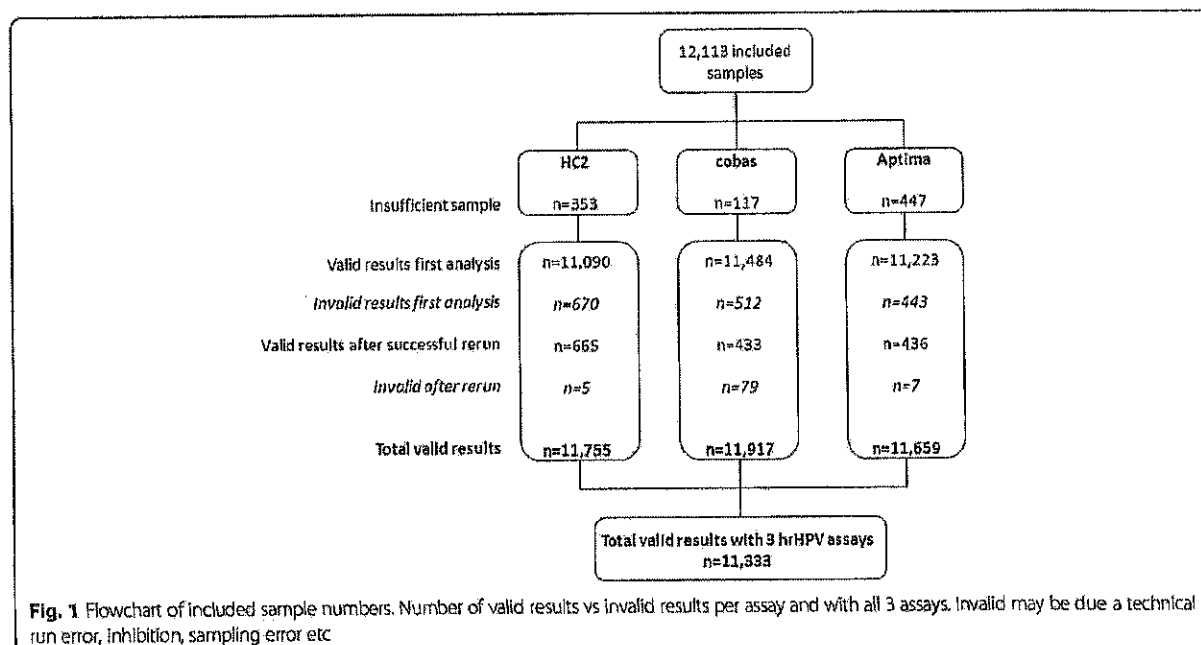 12,113 included
samples
HC2
cobas
Aptima
Insufficient sample n=353 n=117 n=447
Valid results first analysis n=11,090 n=11,484 n=11,223
Invalid results first analysis n=670 n=512 n=443
Valid results after successful rerun n=665 n=433 n=436
Invalid after rerun n=5 n=79 n=7
Total valid results n=11,755 n=11,917 n=11,659
Total valid results with 3 hrHPV assays
n=11,333
Fig. 1 Flowchart of included sample numbers. Number of valid results vs invalid results per assay and with all 3 assays. Invalid may be due a technical
run error, inhibition, sampling error etc